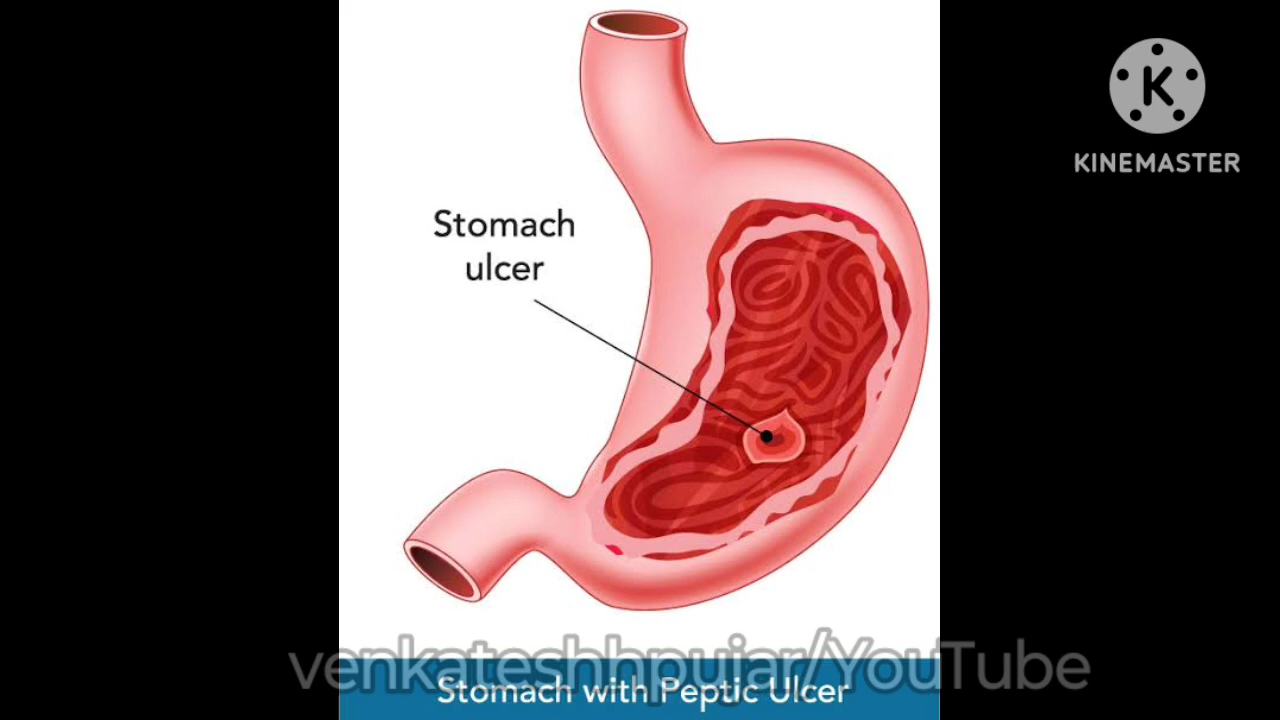 KINEMASTER
Stomach
ulcer
venkateshhpujar/YouTube
Stomach with Peptic Ulcer